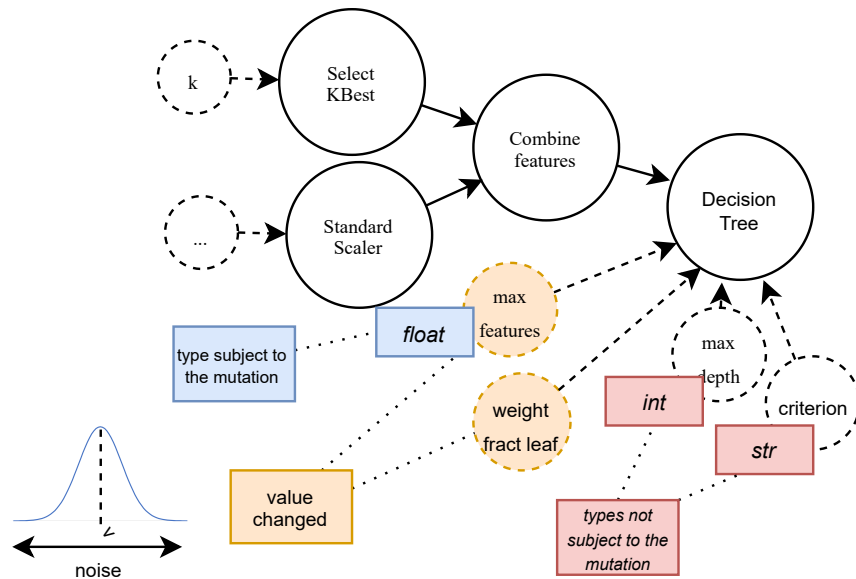 k
Select
KBest
Combine
features
Decision
Tree
...
Standard
Scaler
max
features
float
type subject to
the mutation
max
depth
int
weight
fract leaf
criterion
str
value
changed
types not
subject to the
mutation
noise